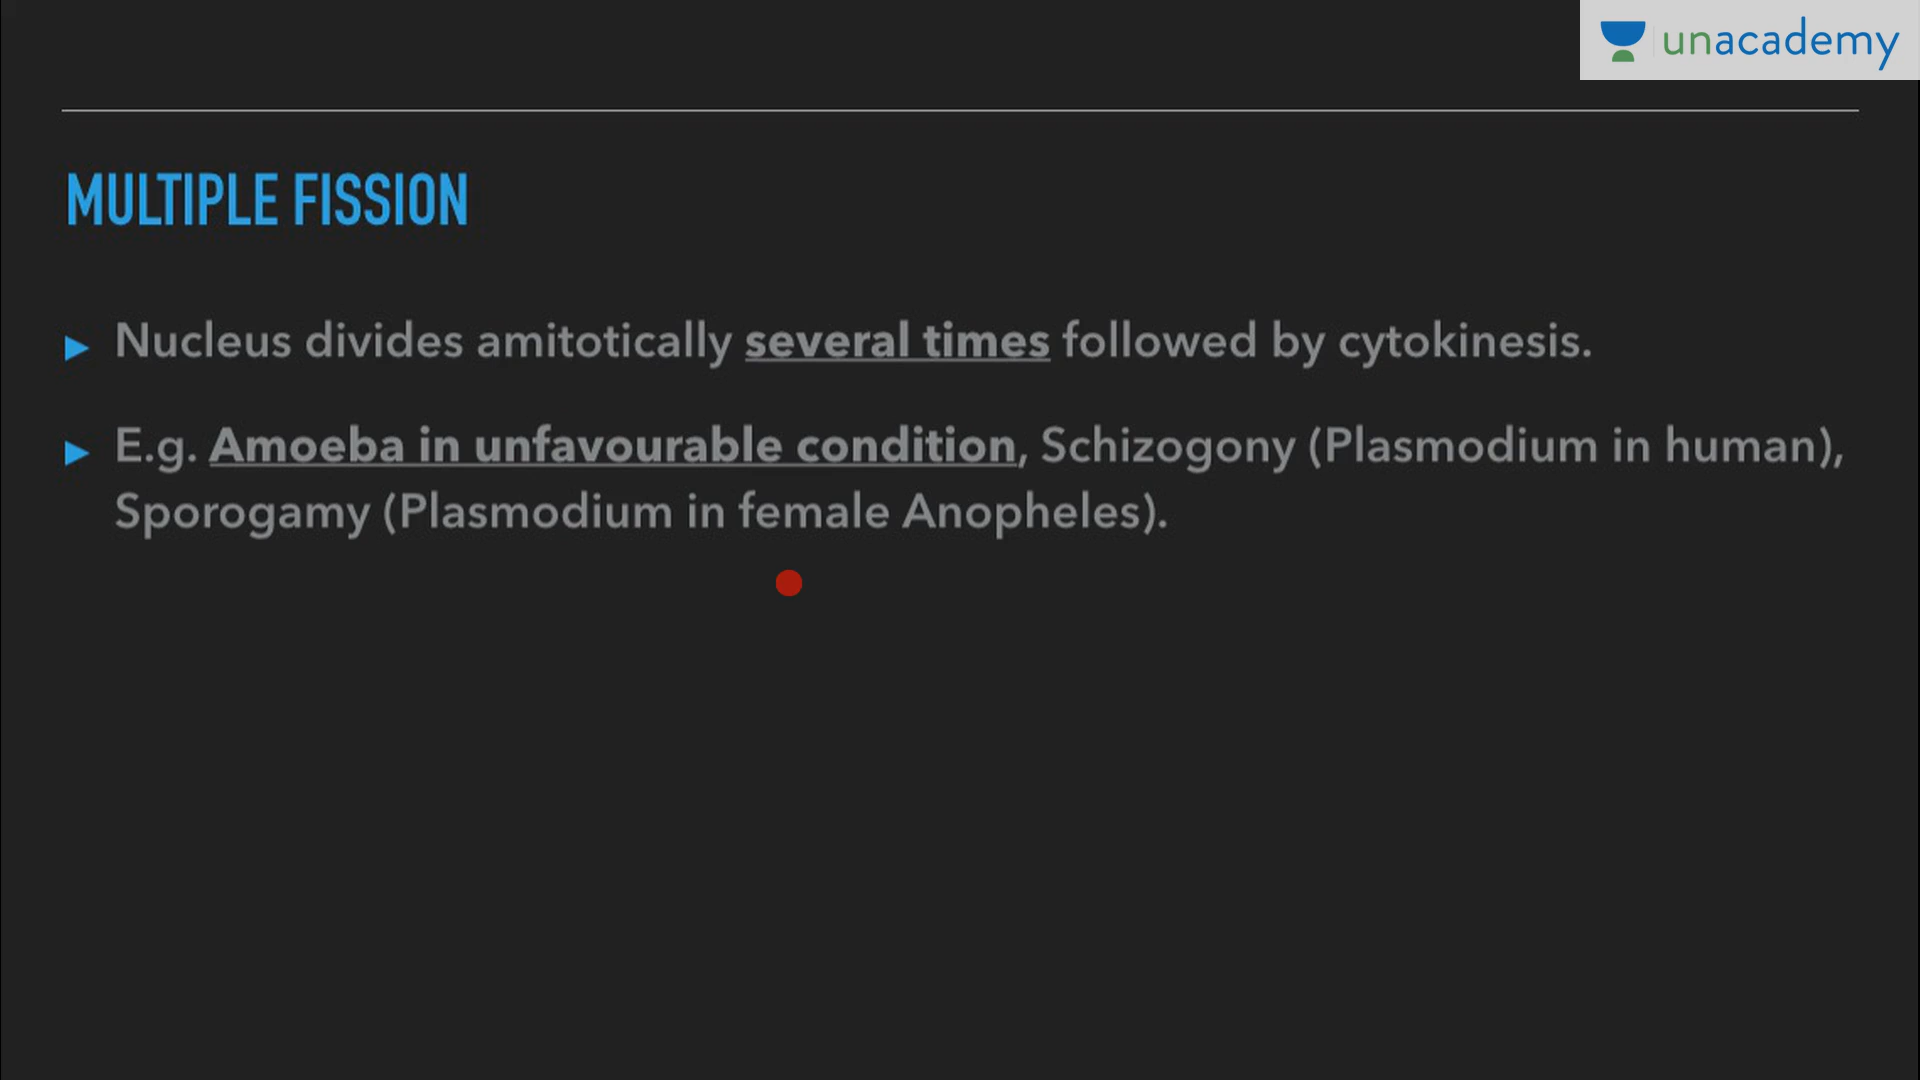 unacademy
MULTIPLE FISSION
▶ Nucleus divides amitotically several times followed by cytokinesis.
▶ E.g. Amoeba in unfavourable condition, Schizogony (Plasmodium in human),
Sporogamy (Plasmodium in female Anopheles).